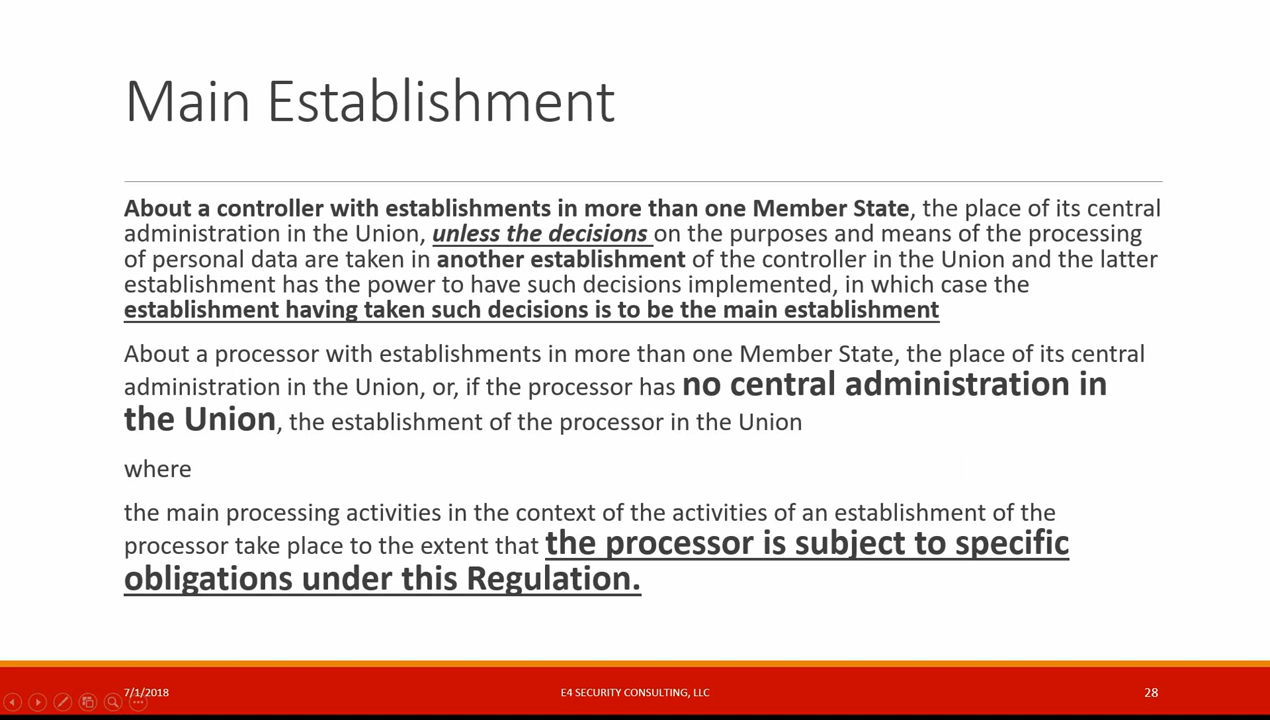 Main Establishment
About a controller with establishments in more than one Member State, the place of its central
administration in the Union, unless the decisions on the purposes and means of the processing
of personal data are taken in another establishment of the controller in the Union and the latter
establishment has the power to have such decisions implemented, in which case the
establishment having taken such decisions is to be the main establishment
About a processor with establishments in more than one Member State, the place of its central
administration in the Union, or, if the processor has no central administration in
the Union, the establishment of the processor in the Union
where
the main processing activities in the context of the activities of an establishment of the
processor take place to the extent that the processor is subject to specific
obligations under this Regulation.
7/1/2018 E4 SECURITY CONSULTING, LLC 28